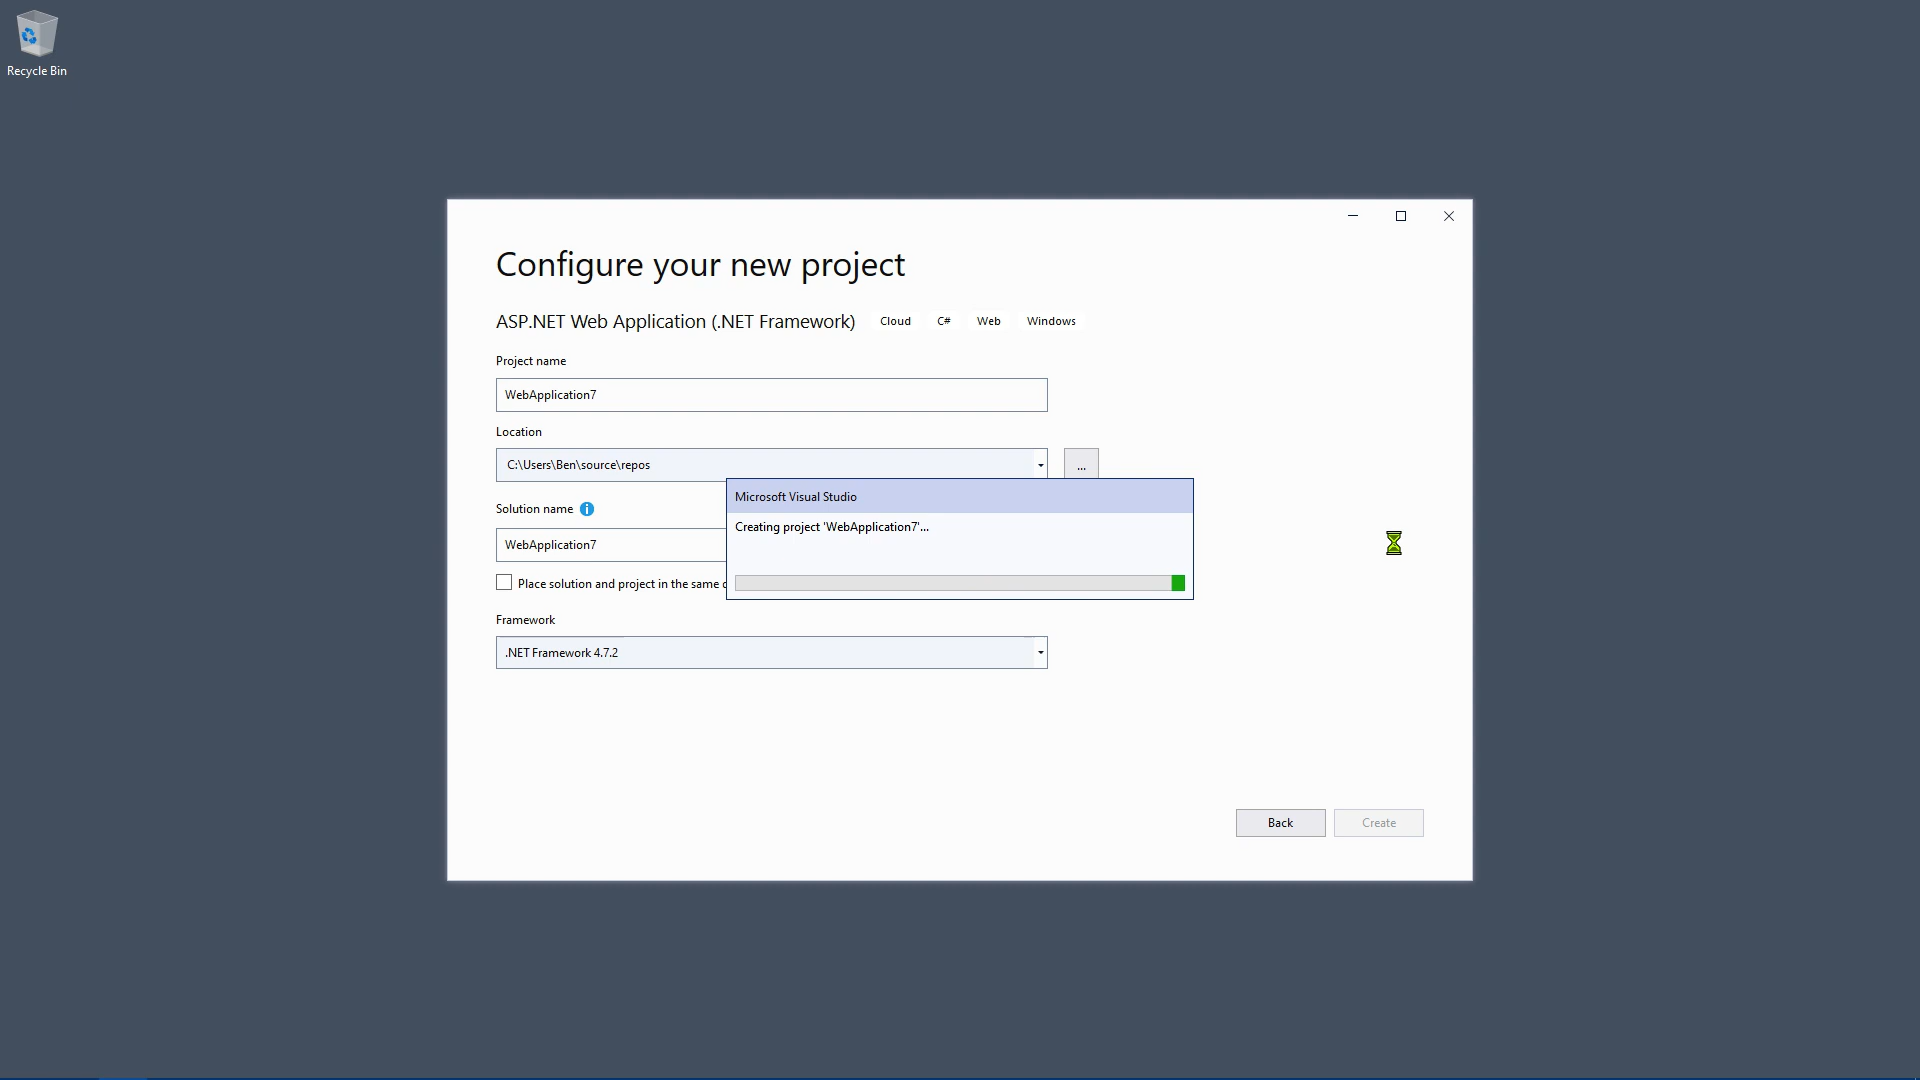 Recycle Bin
Configure your new project
ASP.NET Web Application (.NET Framework) Cloud C# Web Windows
Project name
WebApplication7
Location
C:\Users\Ben\source\repos
...
Solution name
WebApplication7
Place solution and project in the same
Microsoft Visual Studio
Creating project 'WebApplication7'...
Framework
.NET Framework 4.7.2
Back
Create